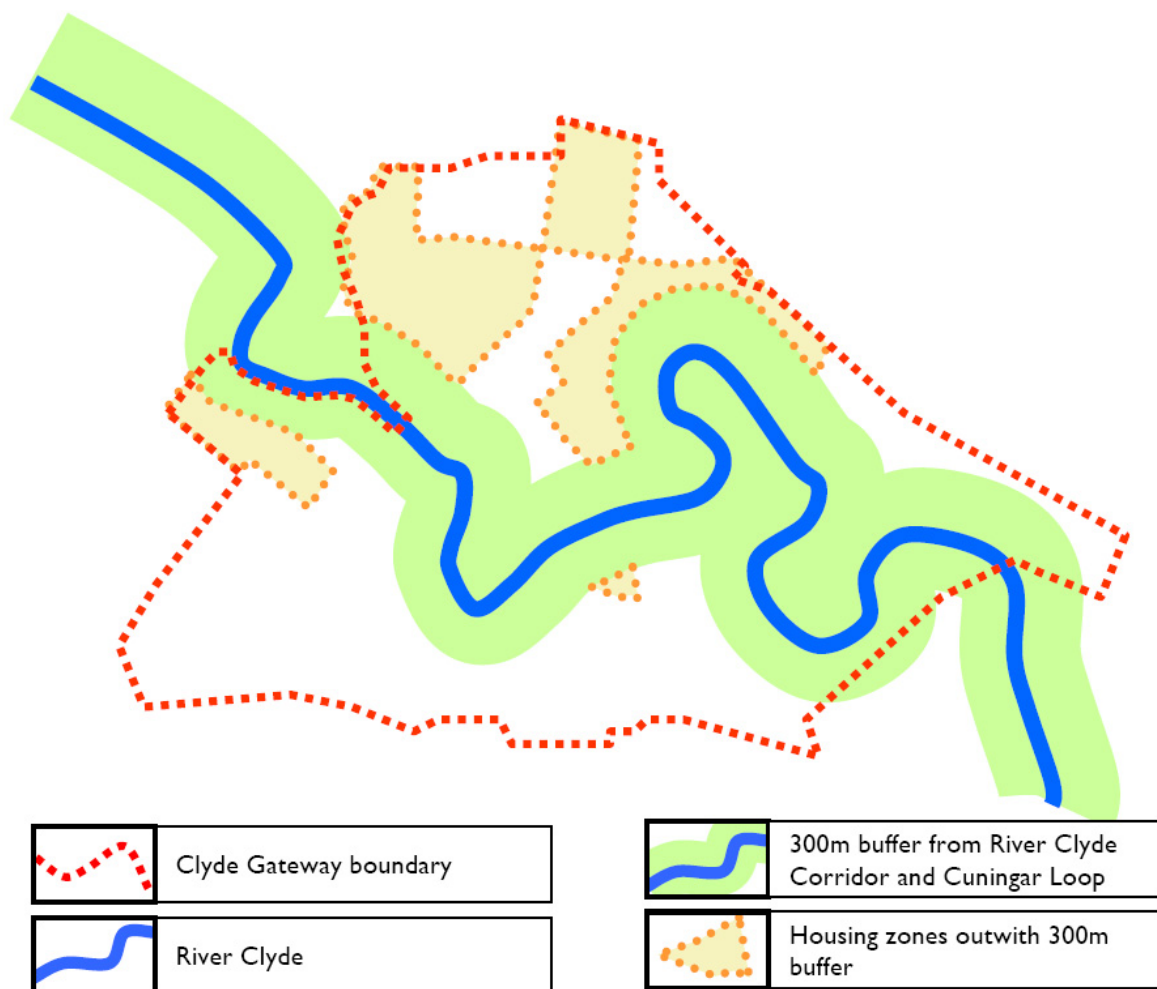 Clyde Gateway boundary
River Clyde
300m buffer from River Clyde
Corridor and Cuningar Loop
Housing zones outwith 300m
buffer